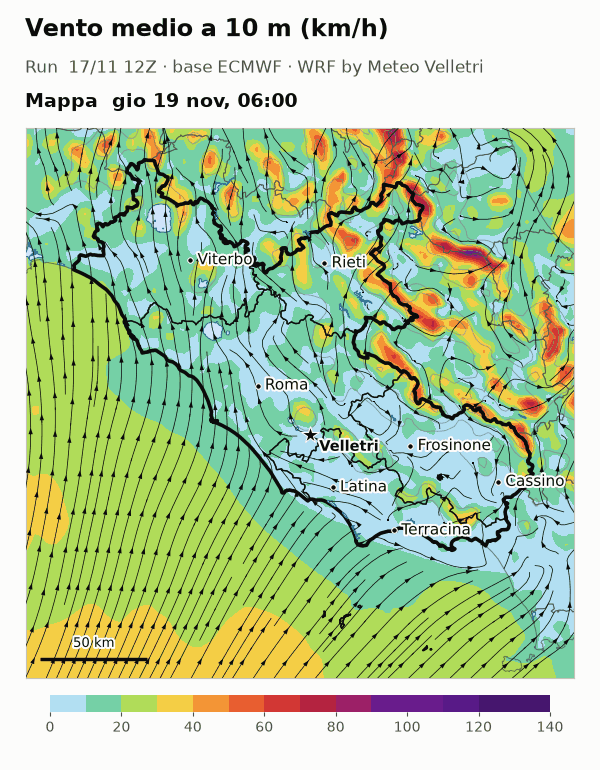 Vento medio a 10 m (km/h)
Run  17/11 12Z · base ECMWF · WRF by Meteo Velletri
Mappa  gio 19 nov, 06:00
Viterbo
Rieti
Roma
Velletri
Frosinone
Cassino
Latina
Terracina
50 km
0 20 40 60 80 100 120 140